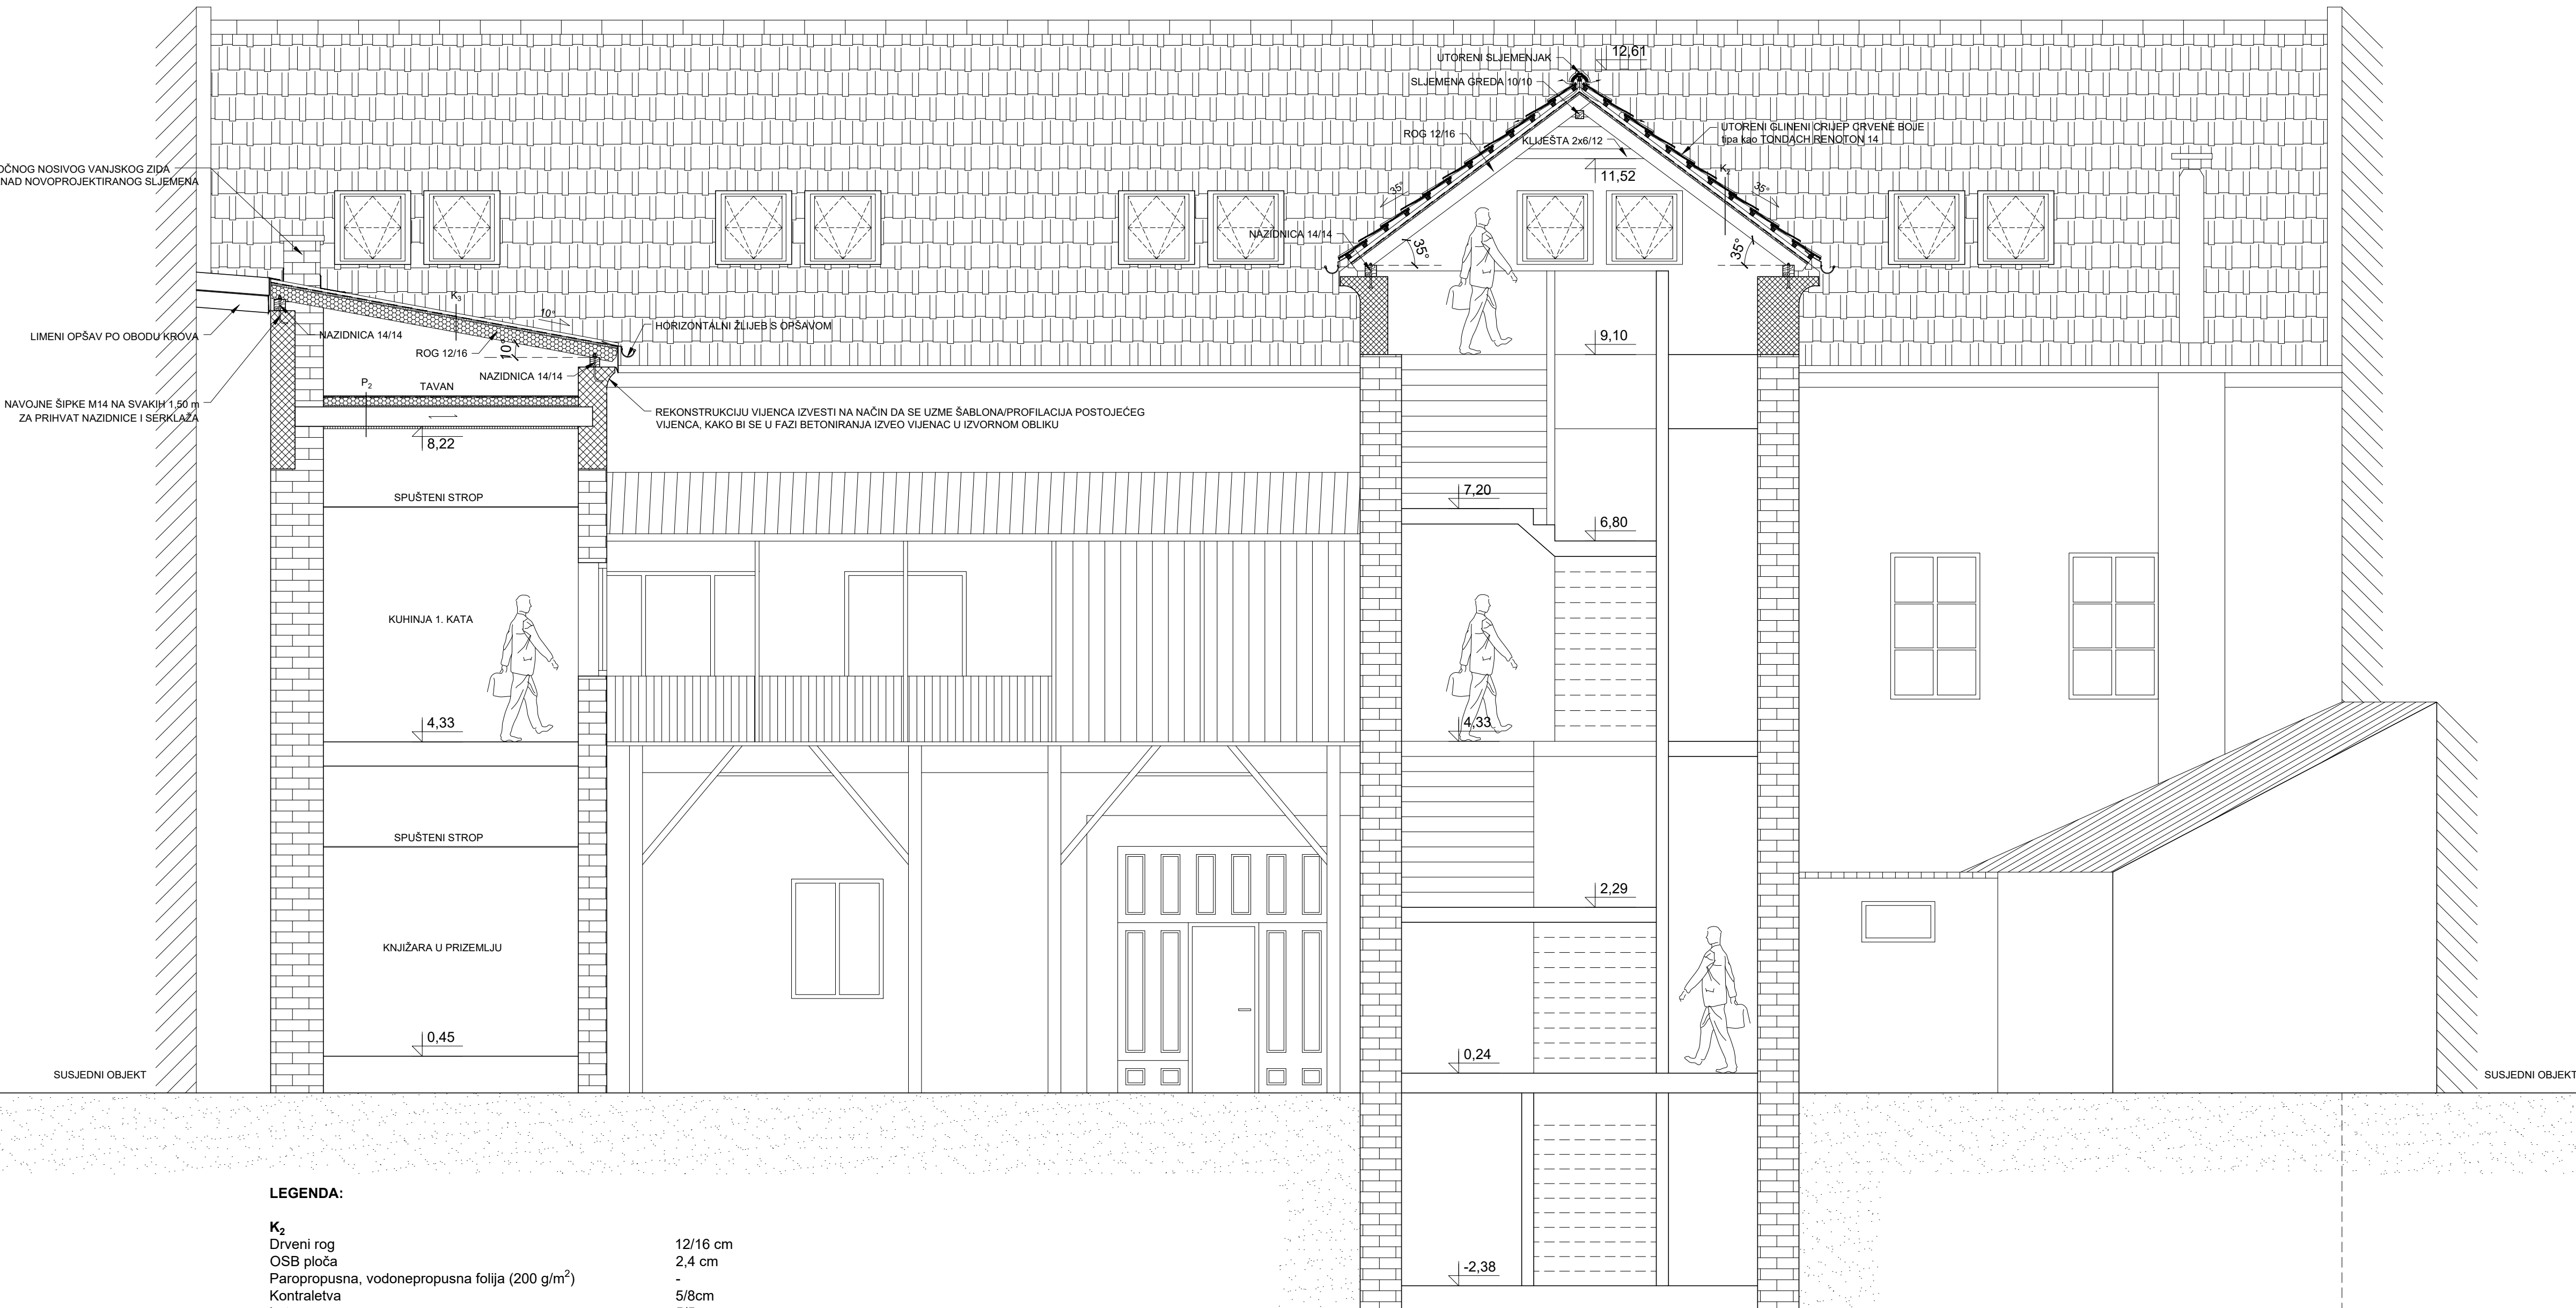 12,61
UTORENI SLJEMENJAK
SLJEMENA GREDA 10/10
ROG 12/16
KLIJEŠTA 2x6/12
UTORENI GLINENI CRIJEP CRVENE BOJE
tipa kao TONDACH RENOTON 14
K2
11,52
35°
35°
NAZIDNICA 14/14
35°
35°
NOSIVOG VANJSKOG ZIDA
NOVOPROJEKTIRANOG SLJEMENA
LIMENI OPŠAV PO OBODU KROVA
NAZIDNICA 14/14
K3
10°
HORIZONTALNI ŽLIJEB S OPŠAVOM
ROG 12/16
10°
NAZIDNICA 14/14
9,10
P2
TAVAN
NAVOJNE ŠIPKE M14 NA SVAKIH 1,50 m
ZA PRIHVAT NAZIDNICE I SERKLAŽA
REKONSTRUKCIJU VIJENCA IZVESTI NA NAČIN DA SE UZME ŠABLONA/PROFILACIJA POSTOJEĆEG
VIJENCA, KAKO BI SE U FAZI BETONIRANJA IZVEO VIJENAC U IZVORNOM OBLIKU
8,22
SPUŠTENI STROP
7,20
6,80
KUHINJA 1. KATA
4,33
4,33
SPUŠTENI STROP
2,29
KNJIŽARA U PRIZEMLJU
0,45
0,24
SUSJEDNI OBJEKT
SUSJEDNI OBJEKT
-2,38
LEGENDA:
K2
Drveni rog 12/16 cm
OSB ploča 2,4 cm
Paropropusna, vodonepropusna folija (200 g/m2) -
Kontraletva 5/8cm